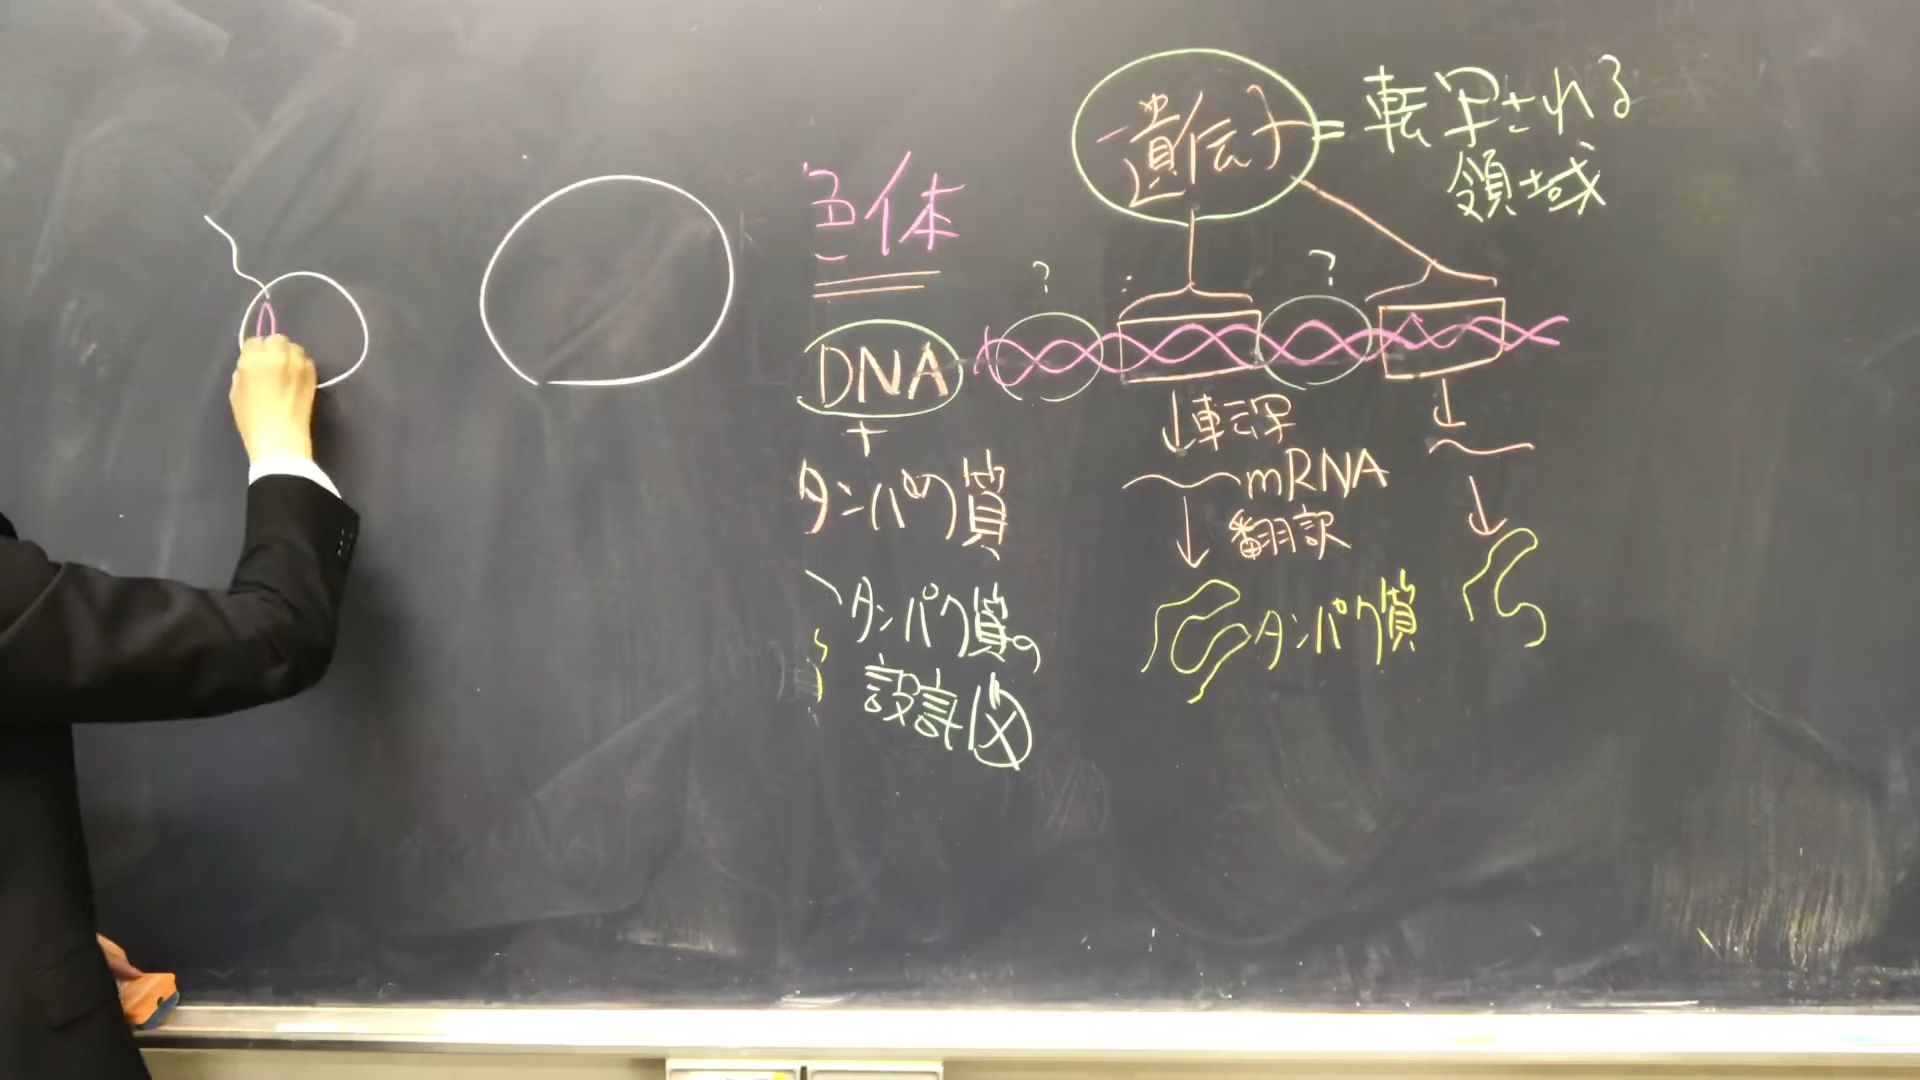 遺伝子=転写される
領域
色体
? ?
DNA
+
タンパク質
タンパク質の
設計図
↓転写
mRNA
↓翻訳
タンパク質